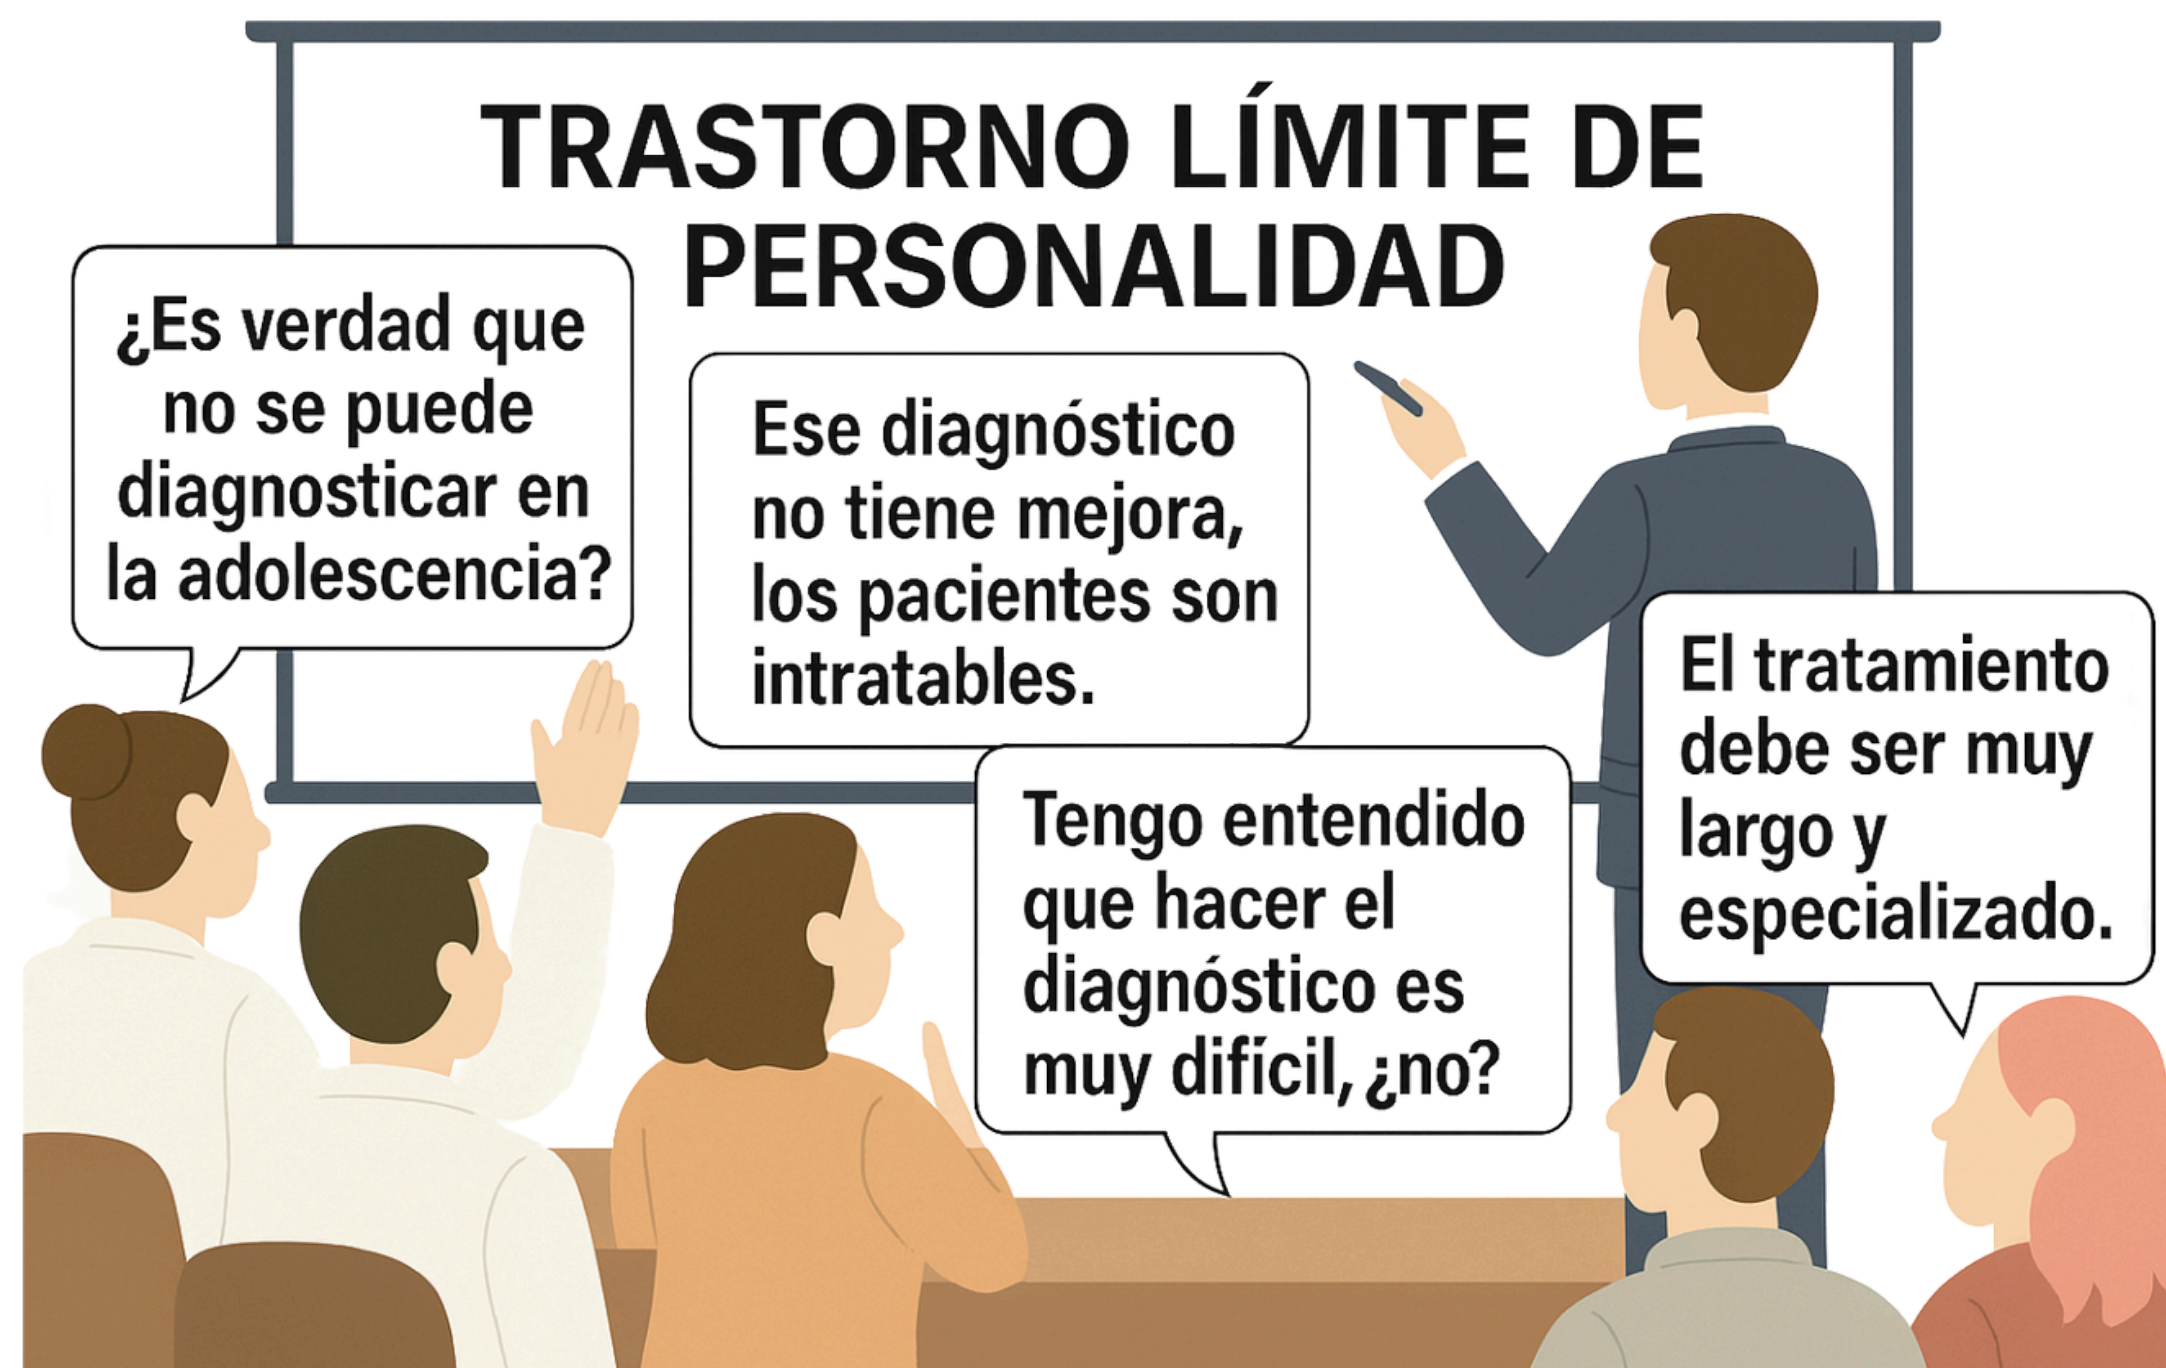 TRASTORNO LÍMITE DE
PERSONALIDAD
¿Es verdad que
no se puede
diagnosticar en
la adolescencia?
Ese diagnóstico
no tiene mejora,
los pacientes son
intratables.
Tengo entendido
que hacer el
diagnóstico es
muy difícil, ¿no?
El tratamiento
debe ser muy
largo y
especializado.